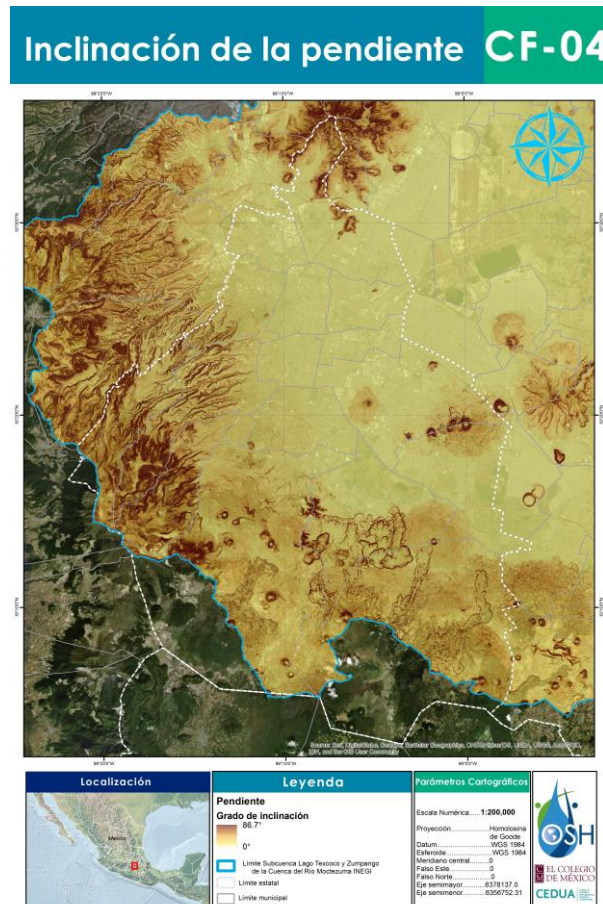 Inclinación de la pendiente CF-04
Localización
México
Leyenda
Pendiente
Grado de inclinación
86.7°
0°
Límite Subcuenca Lago Texcoco y Zumpango
de la Cuenca del Río Moctezuma INEGI
Límite estatal
Límite municipal
Parámetros Cartográficos
Escala Numérica......1:200,000
Proyección..............Homolosina
de Goode
Datum.....................WGS 1984
Esferoide.................WGS 1984
Meridiano central.....0
Falso Este................0
Falso Norte..............0
Eje semimayor.........6378137.0
Eje semimenor.........6356752.31
OSH
EL COLEGIO
DE MÉXICO
CEDUA